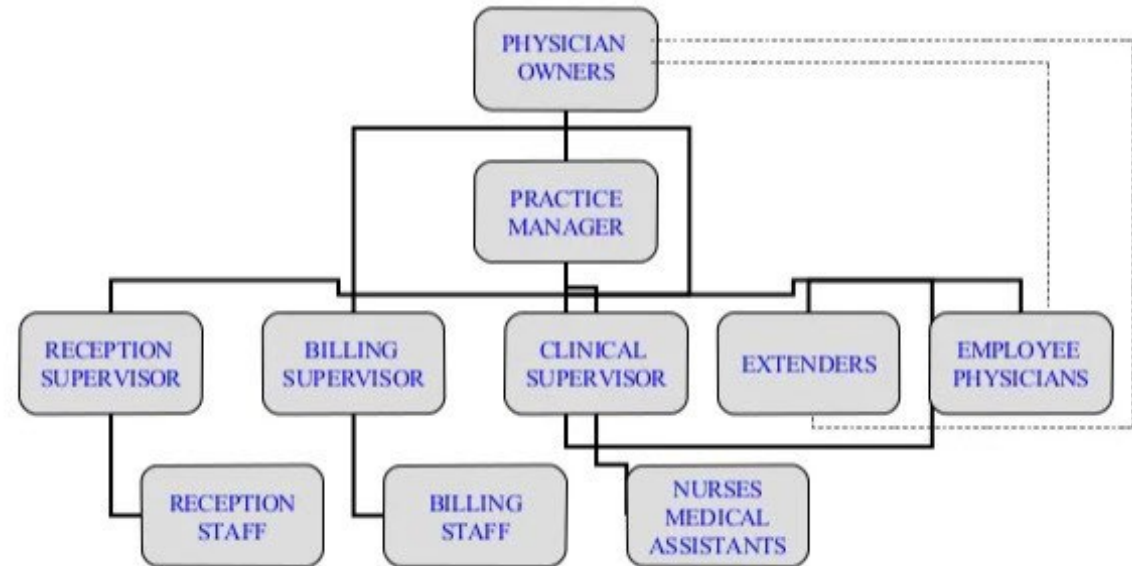 PHYSICIAN
OWNERS
PRACTICE
MANAGER
RECEPTION
SUPERVISOR
BILLING
SUPERVISOR
CLINICAL
SUPERVISOR
EXTENDERS
EMPLOYEE
PHYSICIANS
RECEPTION
STAFF
BILLING
STAFF
NURSES
MEDICAL
ASSISTANTS